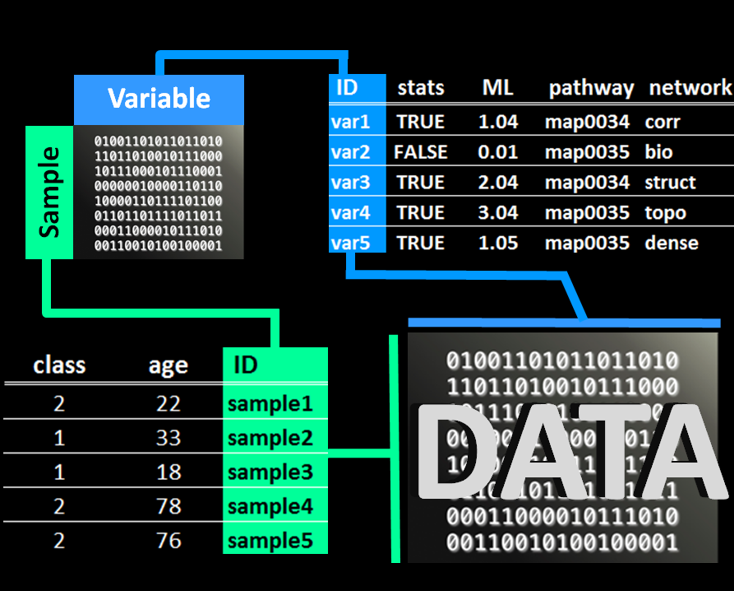 Variable
Sample
01001101011011010
11011010010111000
10111000101110001
00000010000110110
10000110111101100
01101101111011011
00011000010111010
00110010100100001
ID stats ML pathway network
var1 TRUE 1.04 map0034 corr
var2 FALSE 0.01 map0035 bio
var3 TRUE 2.04 map0034 struct
var4 TRUE 3.04 map0035 topo
var5 TRUE 1.05 map0035 dense
class age ID
2 22 sample1
1 33 sample2
1 18 sample3
2 78 sample4
2 76 sample5
01001101011011010
11011010010111000
DATA
00011000010111010
00110010100100001